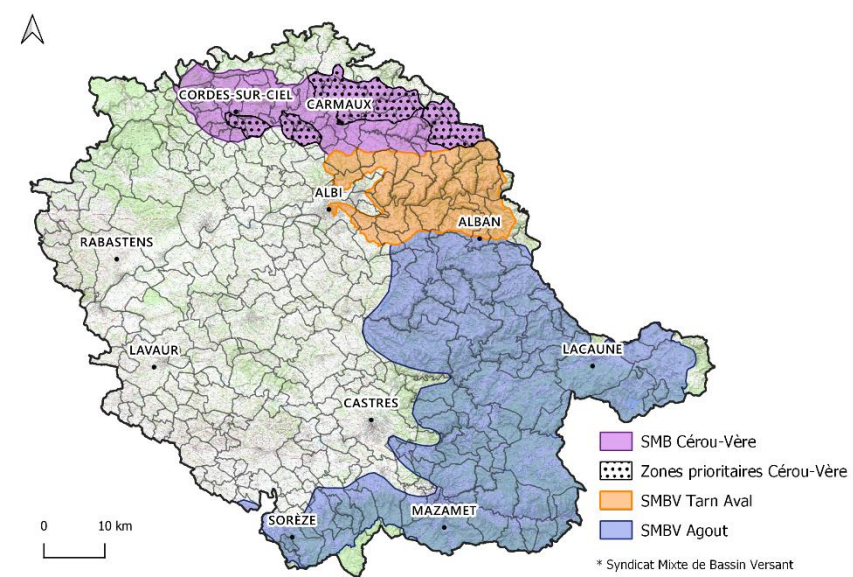 CORDES-SUR-CIEL
CARMAUX
ALBI
ALBAN
RABASTENS
LAVAUR
LACAUNE
CASTRES
SORÈZE
MAZAMET
0 10 km
SMB Cérou-Vère
Zones prioritaires Cérou-Vère
SMBV Tarn Aval
SMBV Agout
* Syndicat Mixte de Bassin Versant